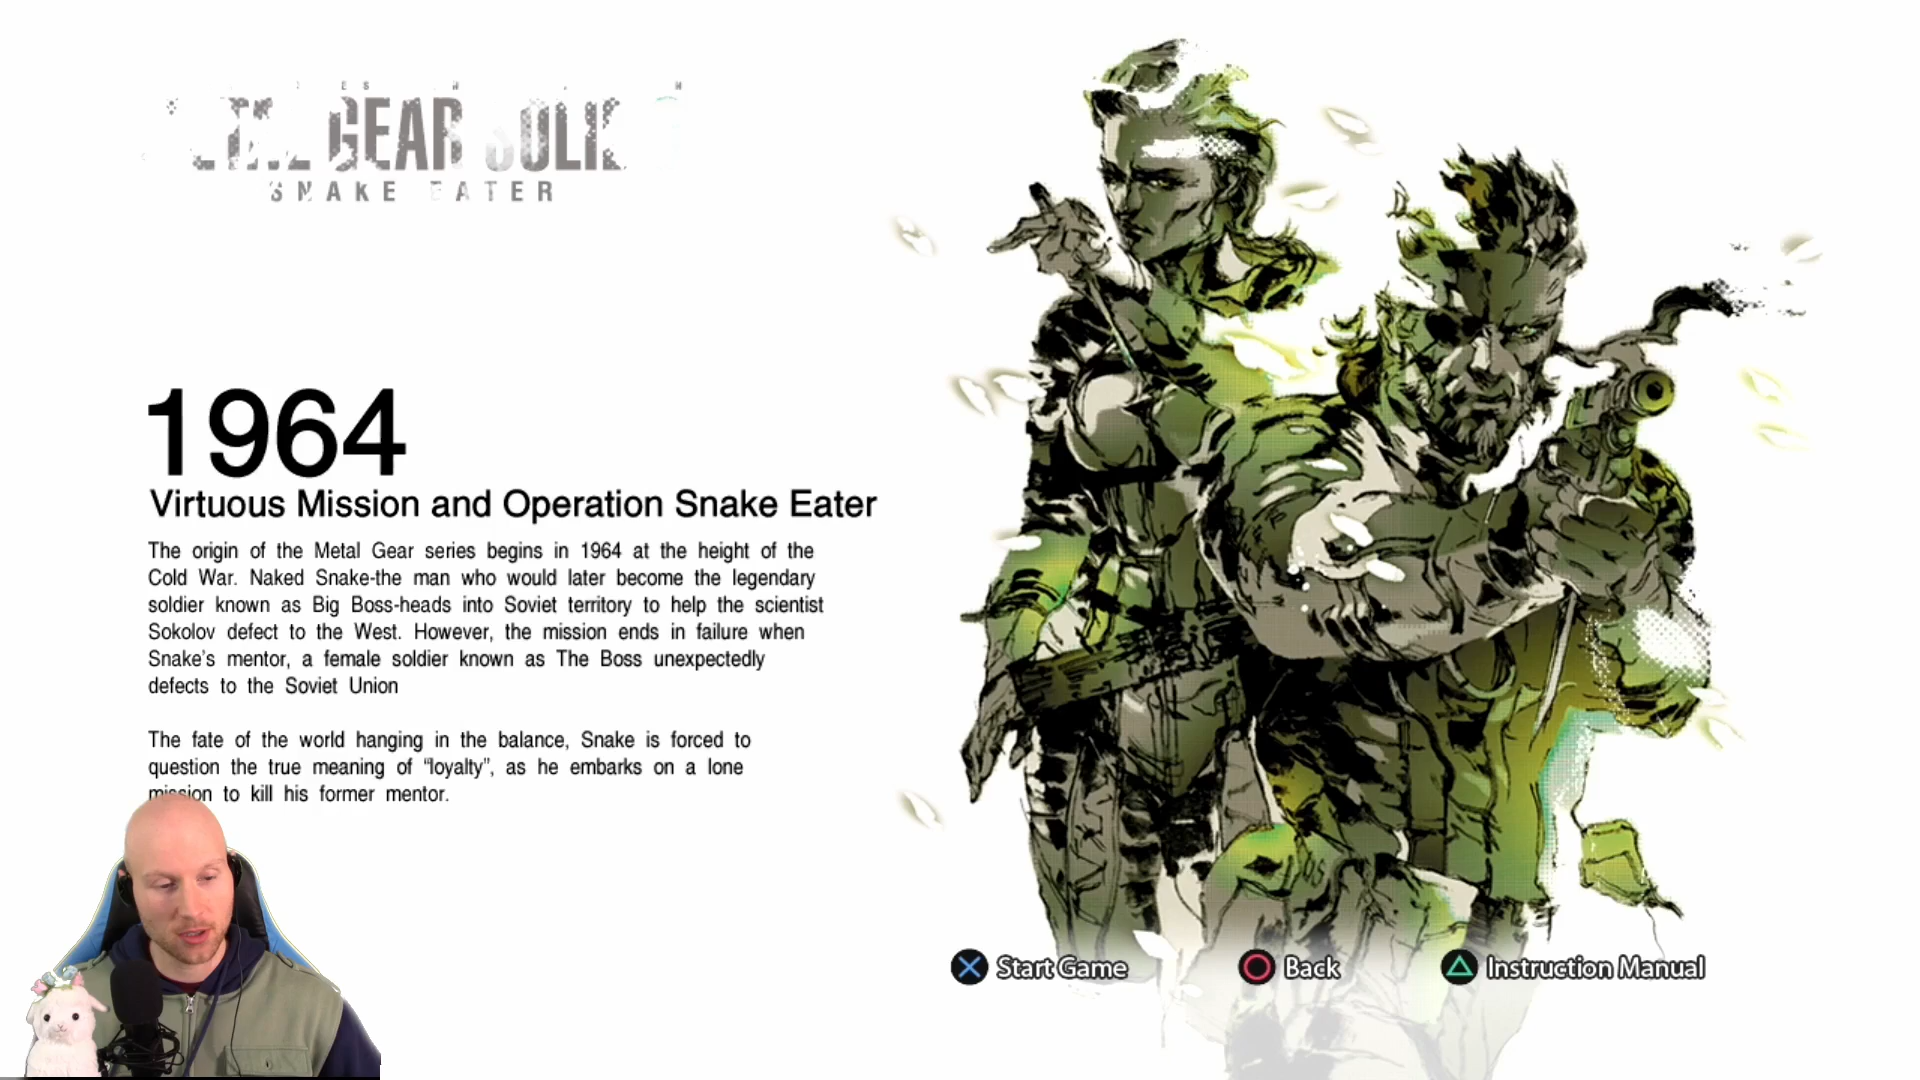 METAL GEAR SOLID
SNAKE EATER
1964
Virtuous Mission and Operation Snake Eater
The origin of the Metal Gear series begins in 1964 at the height of the
Cold War. Naked Snake-the man who would later become the legendary
soldier known as Big Boss-heads into Soviet territory to help the scientist
Sokolov defect to the West. However, the mission ends in failure when
Snake's mentor, a female soldier known as The Boss unexpectedly
defects to the Soviet Union
The fate of the world hanging in the balance, Snake is forced to
question the true meaning of “loyalty”, as he embarks on a lone
mission to kill his former mentor.
Start Game
Back
Instruction Manual